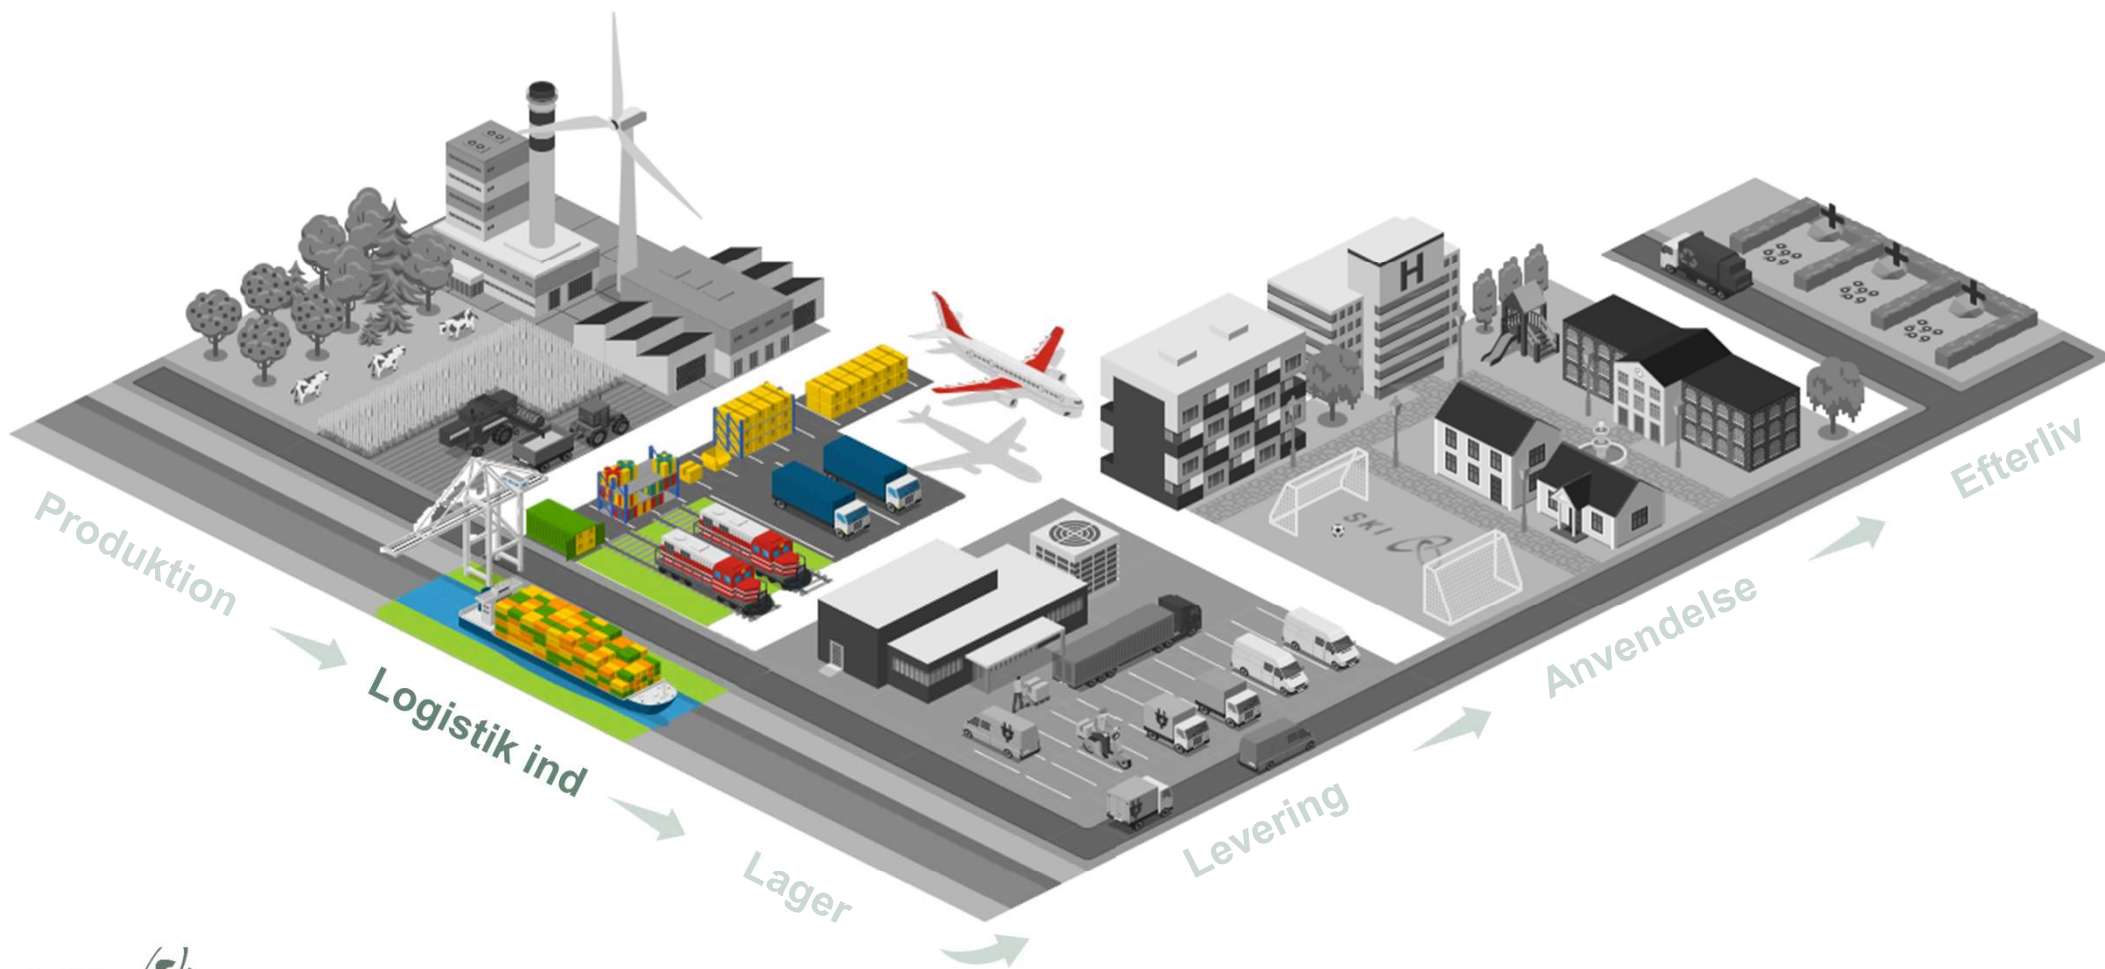 H
SKI
Produktion
Logistik ind
Lager
Levering
Anvendelse
Efterliv